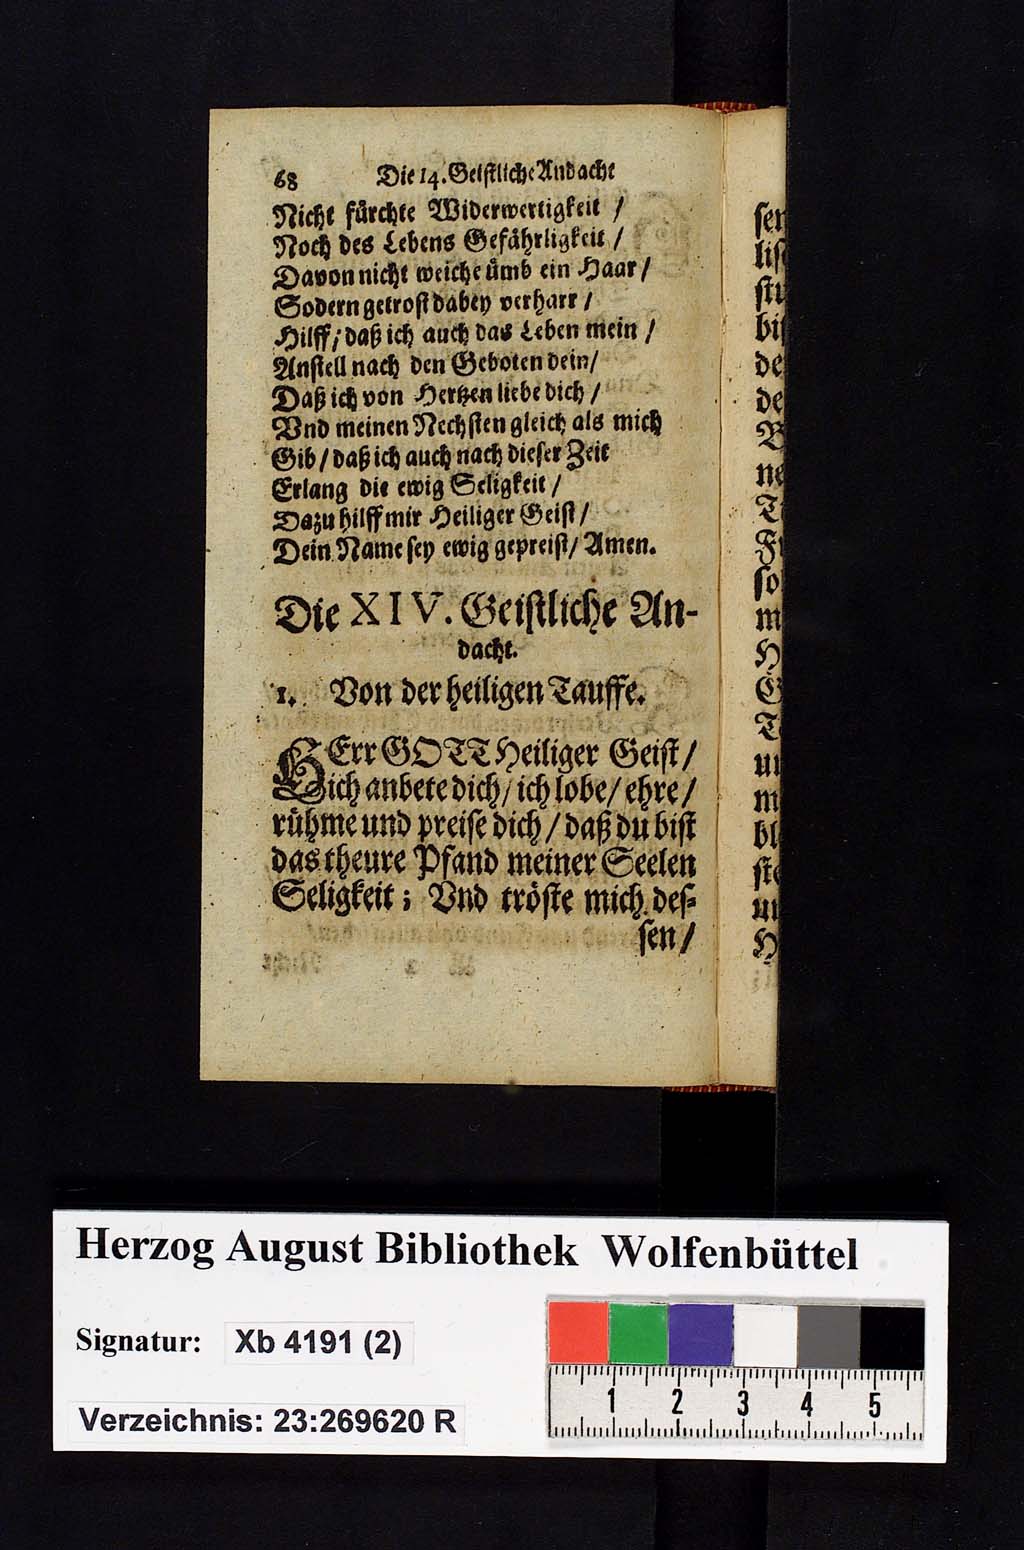 68 Die 14. Geistliche Andacht
Nicht fürchte Widerwertigkeit /
Noch des Lebens Gefährligkeit /
Davon nicht weiche ümb ein Haar /
Sodern getrost dabey verharr /
Hilff / daß ich auch das Leben mein /
Anstell nach den Geboten dein /
Daß ich von Hertzen liebe dich /
Vnd meinen Nechsten gleich als mich
Gib / daß ich auch nach dieser Zeit
Erlang die ewig Seligkeit /
Dazu hilff mir Heiliger Geist /
Dein Name sey ewig gepreist / Amen.
Die XIV. Geistliche An-
dacht.
1. Von der heiligen Tauffe.
HErr GOTT Heiliger Geist /
ich anbete dich / ich lobe / ehre /
rühme und preise dich / daß du bist
das theure Pfand meiner Seelen
Seligkeit ; Vnd tröste mich des-
sen /
Herzog August Bibliothek Wolfenbüttel
Signatur: Xb 4191 (2)
Verzeichnis: 23:269620 R
1 2 3 4 5